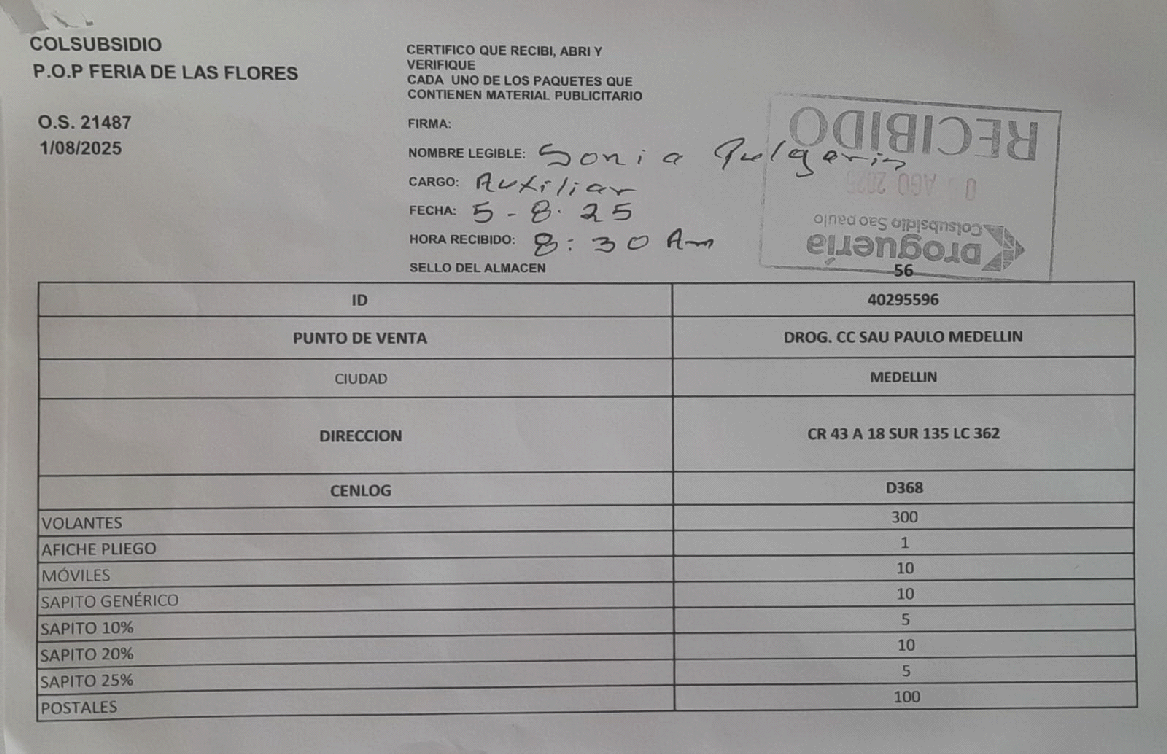 COLSUBSIDIO
P.O.P FERIA DE LAS FLORES
O.S. 21487
1/08/2025
CERTIFICO QUE RECIBI, ABRI Y
VERIFIQUE
CADA UNO DE LOS PAQUETES QUE
CONTIENEN MATERIAL PUBLICITARIO
FIRMA:
NOMBRE LEGIBLE: Sonia Pulgarin
CARGO: Auxiliar
FECHA: 5-8-25
HORA RECIBIDO: 8:30 Am
SELLO DEL ALMACEN
Droguería
Colsubsidio Sao paulo
AGO
RECIBIDO
56
ID 40295596
PUNTO DE VENTA DROG. CC SAU PAULO MEDELLIN
CIUDAD MEDELLIN
DIRECCION CR 43 A 18 SUR 135 LC 362
CENLOG D368
VOLANTES 300
AFICHE PLIEGO 1
MÓVILES 10
SAPITO GENÉRICO 10
SAPITO 10% 5
SAPITO 20% 10
SAPITO 25% 5
POSTALES 100